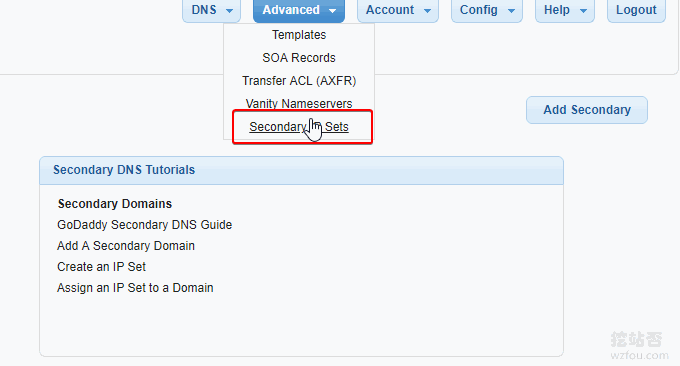 DNS Advanced Account Config Help Logout
Templates
SOA Records
Transfer ACL (AXFR)
Vanity Nameservers
Secondary Sets
Add Secondary
Secondary DNS Tutorials
Secondary Domains
GoDaddy Secondary DNS Guide
Add A Secondary Domain
Create an IP Set
Assign an IP Set to a Domain
挖站否
wzfou.com